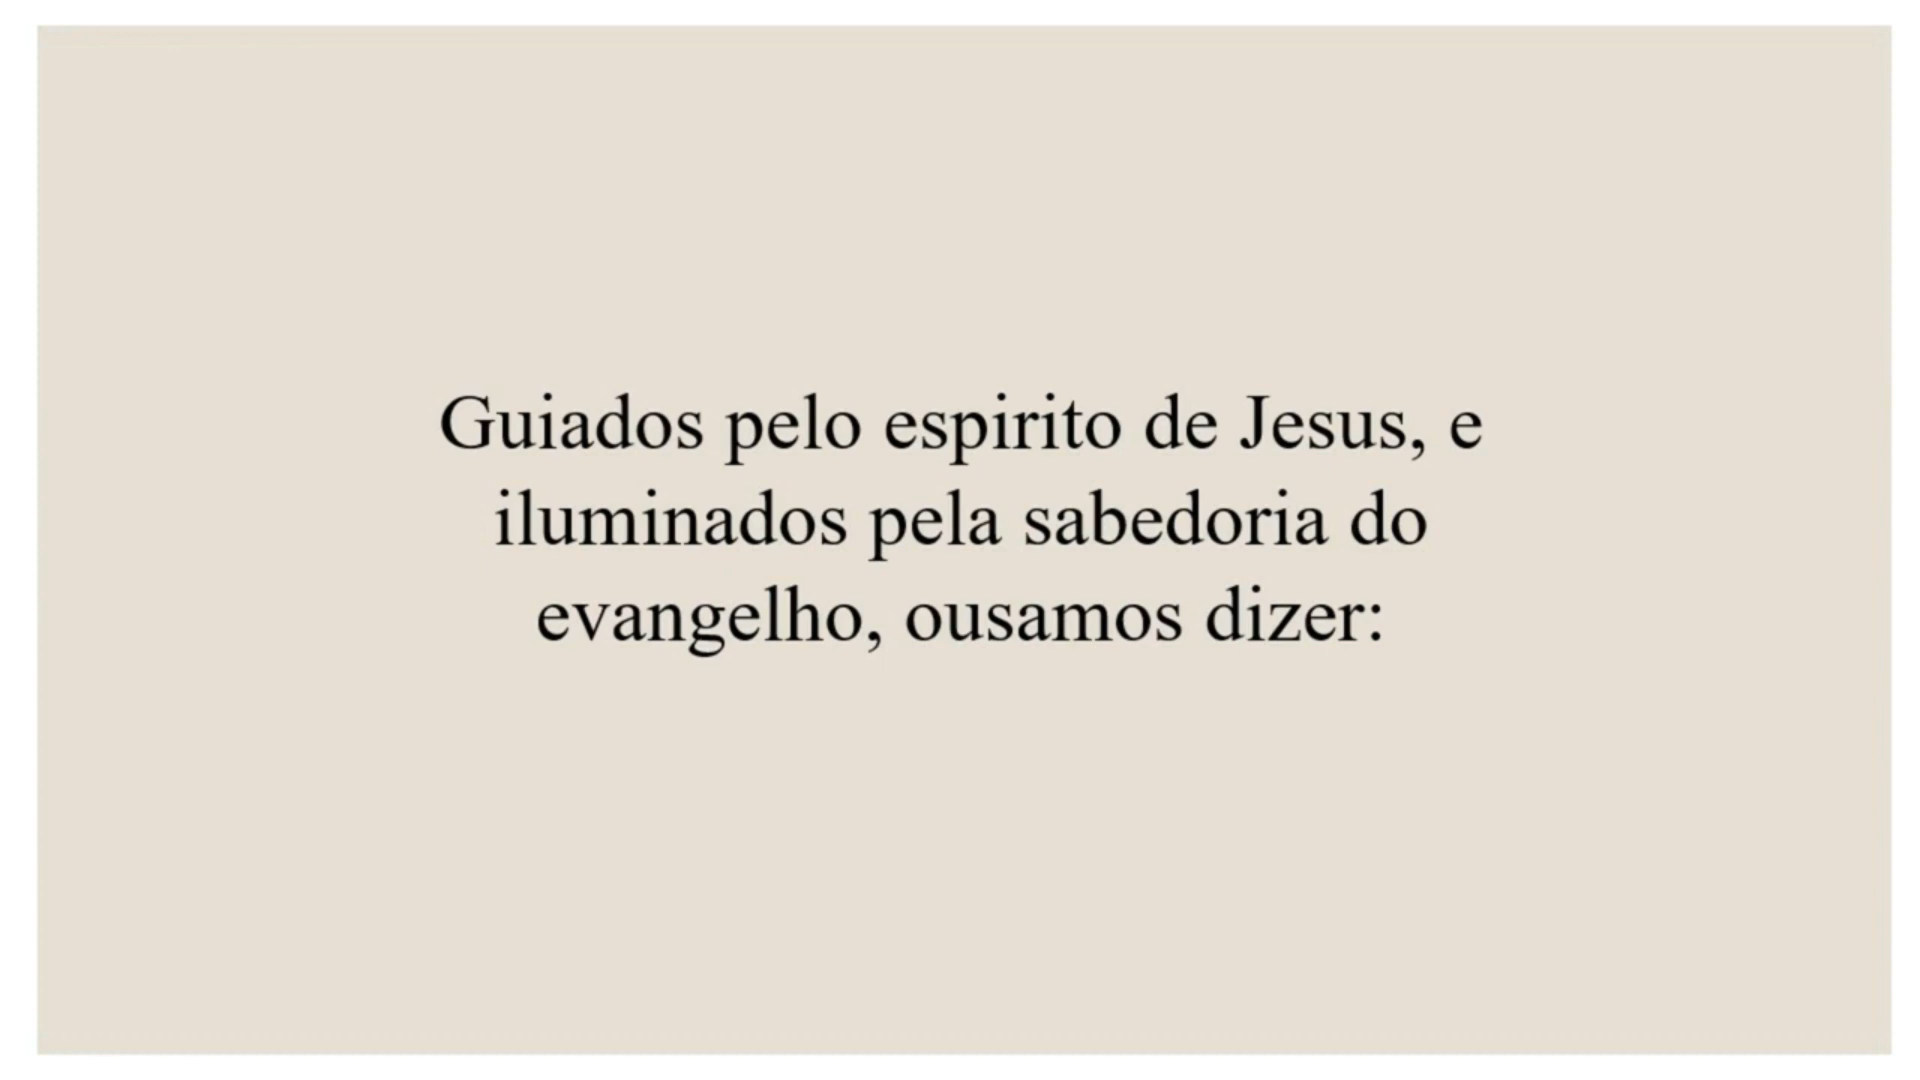 Guiados pelo espirito de Jesus, e
iluminados pela sabedoria do
evangelho, ousamos dizer: